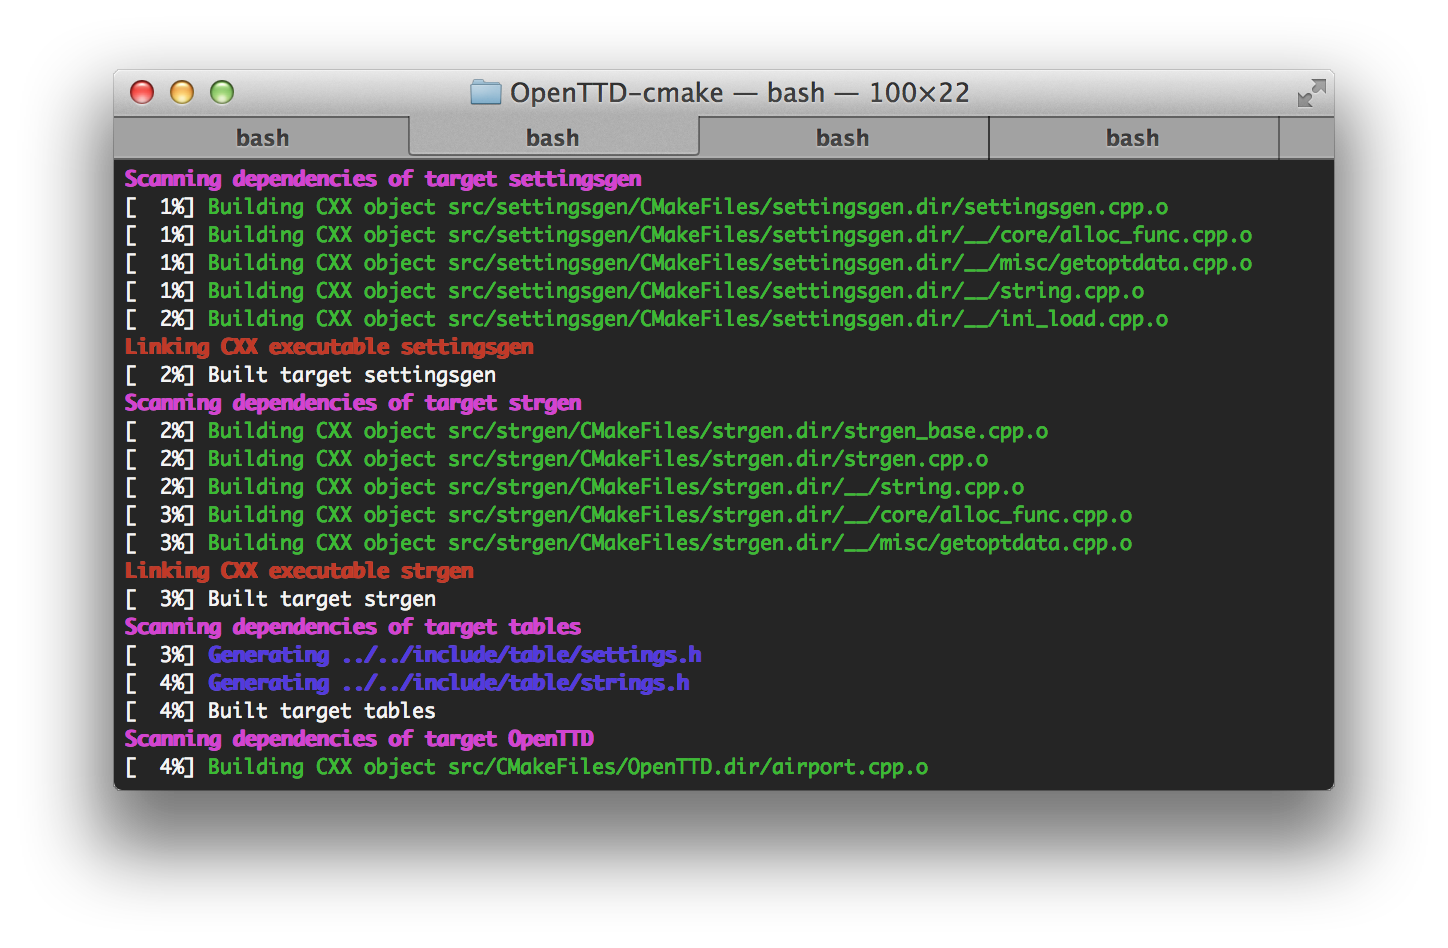 OpenTTD-cmake — bash — 100×22
bash bash bash bash
Scanning dependencies of target settingsgen
[  1%] Building CXX object src/settingsgen/CMakeFiles/settingsgen.dir/settingsgen.cpp.o
[  1%] Building CXX object src/settingsgen/CMakeFiles/settingsgen.dir/__/core/alloc_func.cpp.o
[  1%] Building CXX object src/settingsgen/CMakeFiles/settingsgen.dir/__/misc/getoptdata.cpp.o
[  1%] Building CXX object src/settingsgen/CMakeFiles/settingsgen.dir/__/string.cpp.o
[  2%] Building CXX object src/settingsgen/CMakeFiles/settingsgen.dir/__/ini_load.cpp.o
Linking CXX executable settingsgen
[  2%] Built target settingsgen
Scanning dependencies of target strgen
[  2%] Building CXX object src/strgen/CMakeFiles/strgen.dir/strgen_base.cpp.o
[  2%] Building CXX object src/strgen/CMakeFiles/strgen.dir/strgen.cpp.o
[  2%] Building CXX object src/strgen/CMakeFiles/strgen.dir/__/string.cpp.o
[  3%] Building CXX object src/strgen/CMakeFiles/strgen.dir/__/core/alloc_func.cpp.o
[  3%] Building CXX object src/strgen/CMakeFiles/strgen.dir/__/misc/getoptdata.cpp.o
Linking CXX executable strgen
[  3%] Built target strgen
Scanning dependencies of target tables
[  3%] Generating ../../include/table/settings.h
[  4%] Generating ../../include/table/strings.h
[  4%] Built target tables
Scanning dependencies of target OpenTTD
[  4%] Building CXX object src/CMakeFiles/OpenTTD.dir/airport.cpp.o